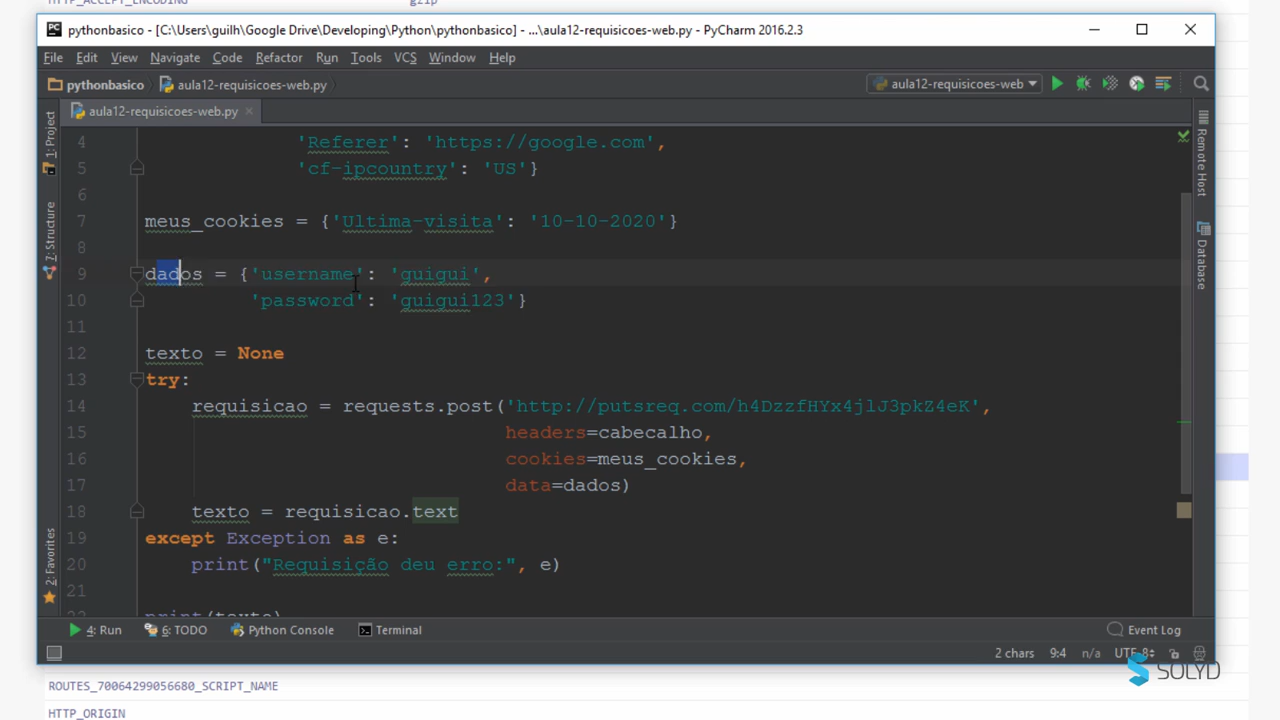 HTTP_ACCEPT_ENCODING gzip
PC pythonbasico - [C:\Users\guilh\Google Drive\Developing\Python\pythonbasico] - ...\aula12-requisicoes-web.py - PyCharm 2016.2.3
File Edit View Navigate Code Refactor Run Tools VCS Window Help
pythonbasico aula12-requisicoes-web.py aula12-requisicoes-web
aula12-requisicoes-web.py
1: Project
7: Structure
2: Favorites
Remote Host
Database
4 'Referer': 'https://google.com',
5 'cf-ipcountry': 'US'}
6
7 meus_cookies = {'Ultima-visita': '10-10-2020'}
8
9 dados = {'username': 'guigui',
10 'password': 'guigui123'}
11
12 texto = None
13 try:
14 requisicao = requests.post('http://putsreq.com/h4DzzfHYx4jlJ3pkZ4eK',
15 headers=cabecalho,
16 cookies=meus_cookies,
17 data=dados)
18 texto = requisicao.text
19 except Exception as e:
20 print("Requisição deu erro:", e)
21
22 print(texto)
4: Run 6: TODO Python Console Terminal Event Log
2 chars 9:4 n/a UTF-8
SOLYD
ROUTES_70064299056680_SCRIPT_NAME
HTTP_ORIGIN